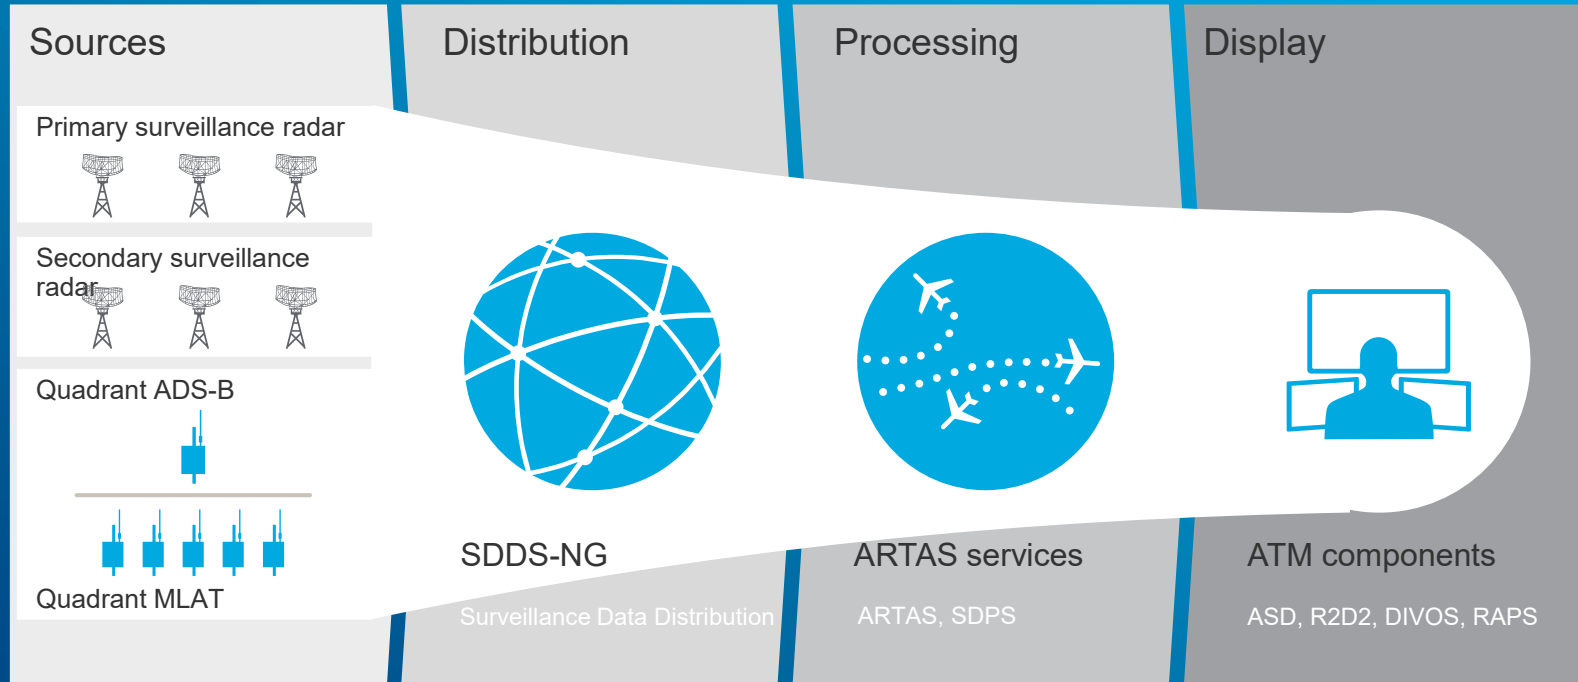 Sources
Primary surveillance radar
Secondary surveillance
radar
Quadrant ADS-B
Quadrant MLAT
Distribution
SDDS-NG
Surveillance Data Distribution
Processing
ARTAS services
ARTAS, SDPS
Display
ATM components
ASD, R2D2, DIVOS, RAPS